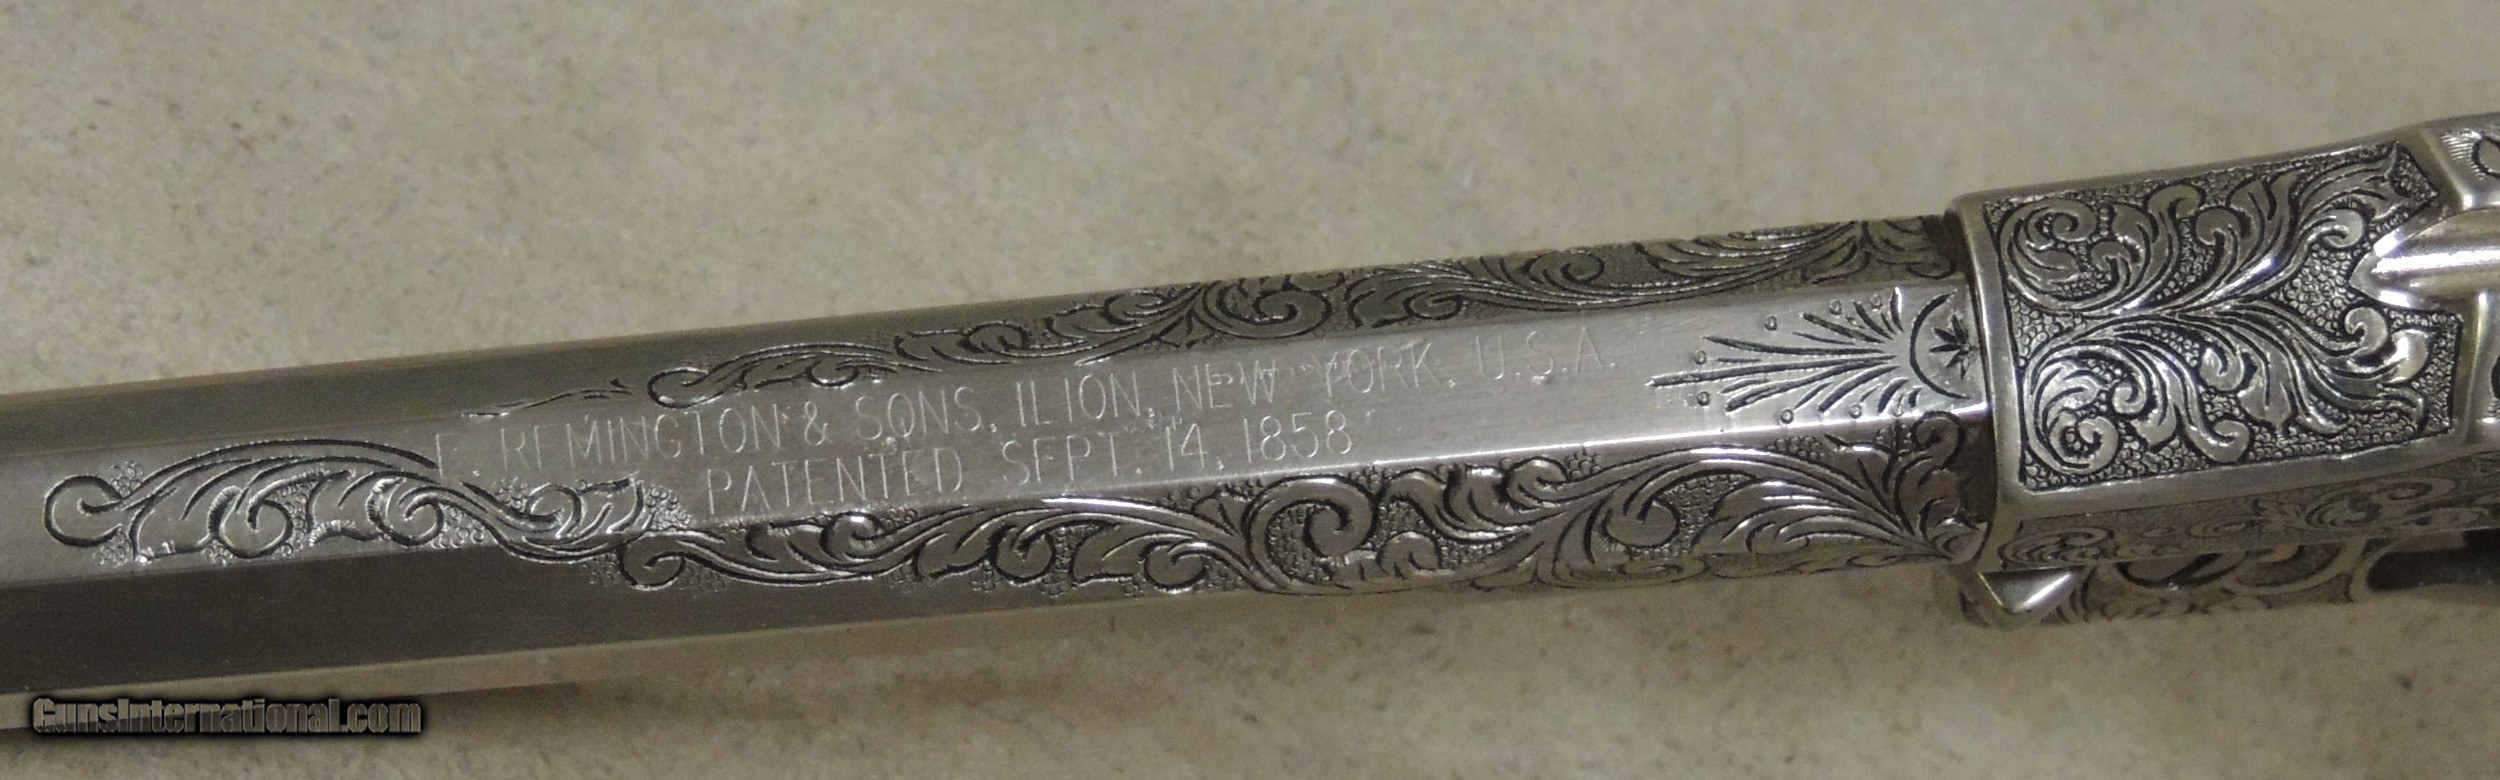 E. REMINGTON & SONS, ILION, NEW YORK, U.S.A.
PATENTED SEPT. 14, 1858
GunsInternational.com